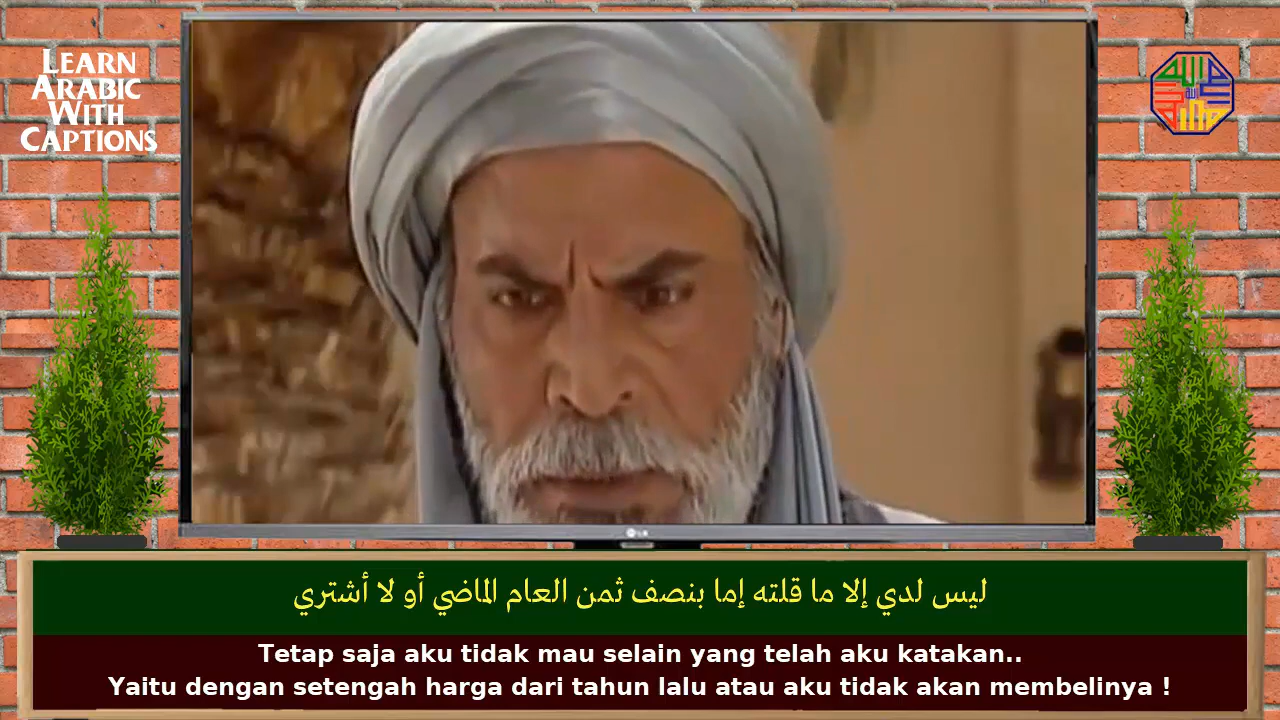 LEARN
ARABIC
WITH
CAPTIONS
LG
ليس لدي إلا ما قلته إما بنصف ثمن العام الماضي أو لا أشتري
Tetap saja aku tidak mau selain yang telah aku katakan..
Yaitu dengan setengah harga dari tahun lalu atau aku tidak akan membelinya !